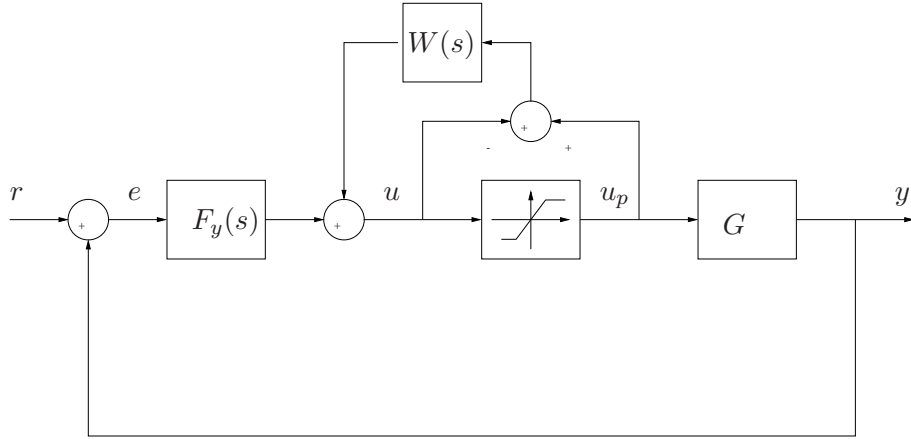 W(s)
+
- +
r e F_y(s) + u u_p G y
+